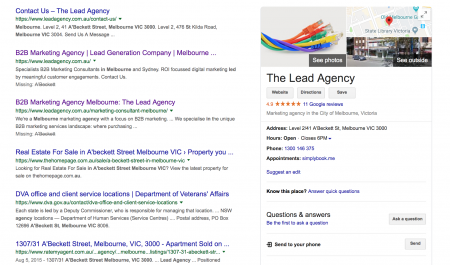 Contact Us – The Lead Agency
https://www.leadagency.com.au/contact-us/
Melbourne. Level 2, 41 A'Beckett Street, Melbourne VIC 3000. Sydney. Level 2, 476 St Kilda Road,
Melbourne VIC 3004. Send Us A Message ...
B2B Marketing Agency | Lead Generation Company | Melbourne ...
https://www.leadagency.com.au/
Specialists B2B Marketing Consultants in Melbourne and Sydney. ROI focussed digital marketing led
by meaningful customer engagements. Contact Us.
Missing: A'Beckett
B2B Marketing Agency Melbourne: The Lead Agency
https://www.leadagency.com.au/marketing-consultant-melbourne/
We're a Melbourne marketing agency with a focus on b2b marketing. ... We specialise in the unique
B2B marketing landscape: where purchasing ...
Missing: A'Beckett
Real Estate For Sale in A'beckett Street Melbourne VIC › Property you ...
https://www.thehomepage.com.au/sale/a-beckett-street-in-melbourne-vic
Looking for Real Estate For Sale in A'beckett Street Melbourne VIC? View the latest property for
sale on thehomepage.com.au.
DVA office and client service locations | Department of Veterans' Affairs
https://www.dva.gov.au/contact/dva-office-and-client-service-locations
Each state is led by a Deputy Commissioner, who is responsible for managing that location. ... NSW
agency locations - Department of Human Services (Centrelink) .... Postal address, PO Box
12696 A'Beckett St, Melbourne VIC 8006.
1307/31 A'Beckett Street, Melbourne, VIC, 3000 - Apartment Sold on ...
https://www.ratemyagent.com.au/.../melbourne.../listings/1307-31-abeckett-st...
Aug 5, 2015 - 1307/31 A'Beckett Street Melbourne VIC 3000. ... Lead Agency ... Positioned
Old Melbourne G
State Library Victoria
See photos
See outside
The Lead Agency
Website
Directions
Save
4.9 ★★★★★ 11 Google reviews
Marketing agency in City of Melbourne, Victoria
Address: Level 2/41 A'Beckett St, Melbourne VIC 3000
Hours: Open · Closes 6PM
Phone: 1300 146 375
Appointments: simplybook.me
Suggest an edit
Know this place? Answer quick questions
Questions & answers
Be the first to ask a question
Ask a question
Send to your phone
Send